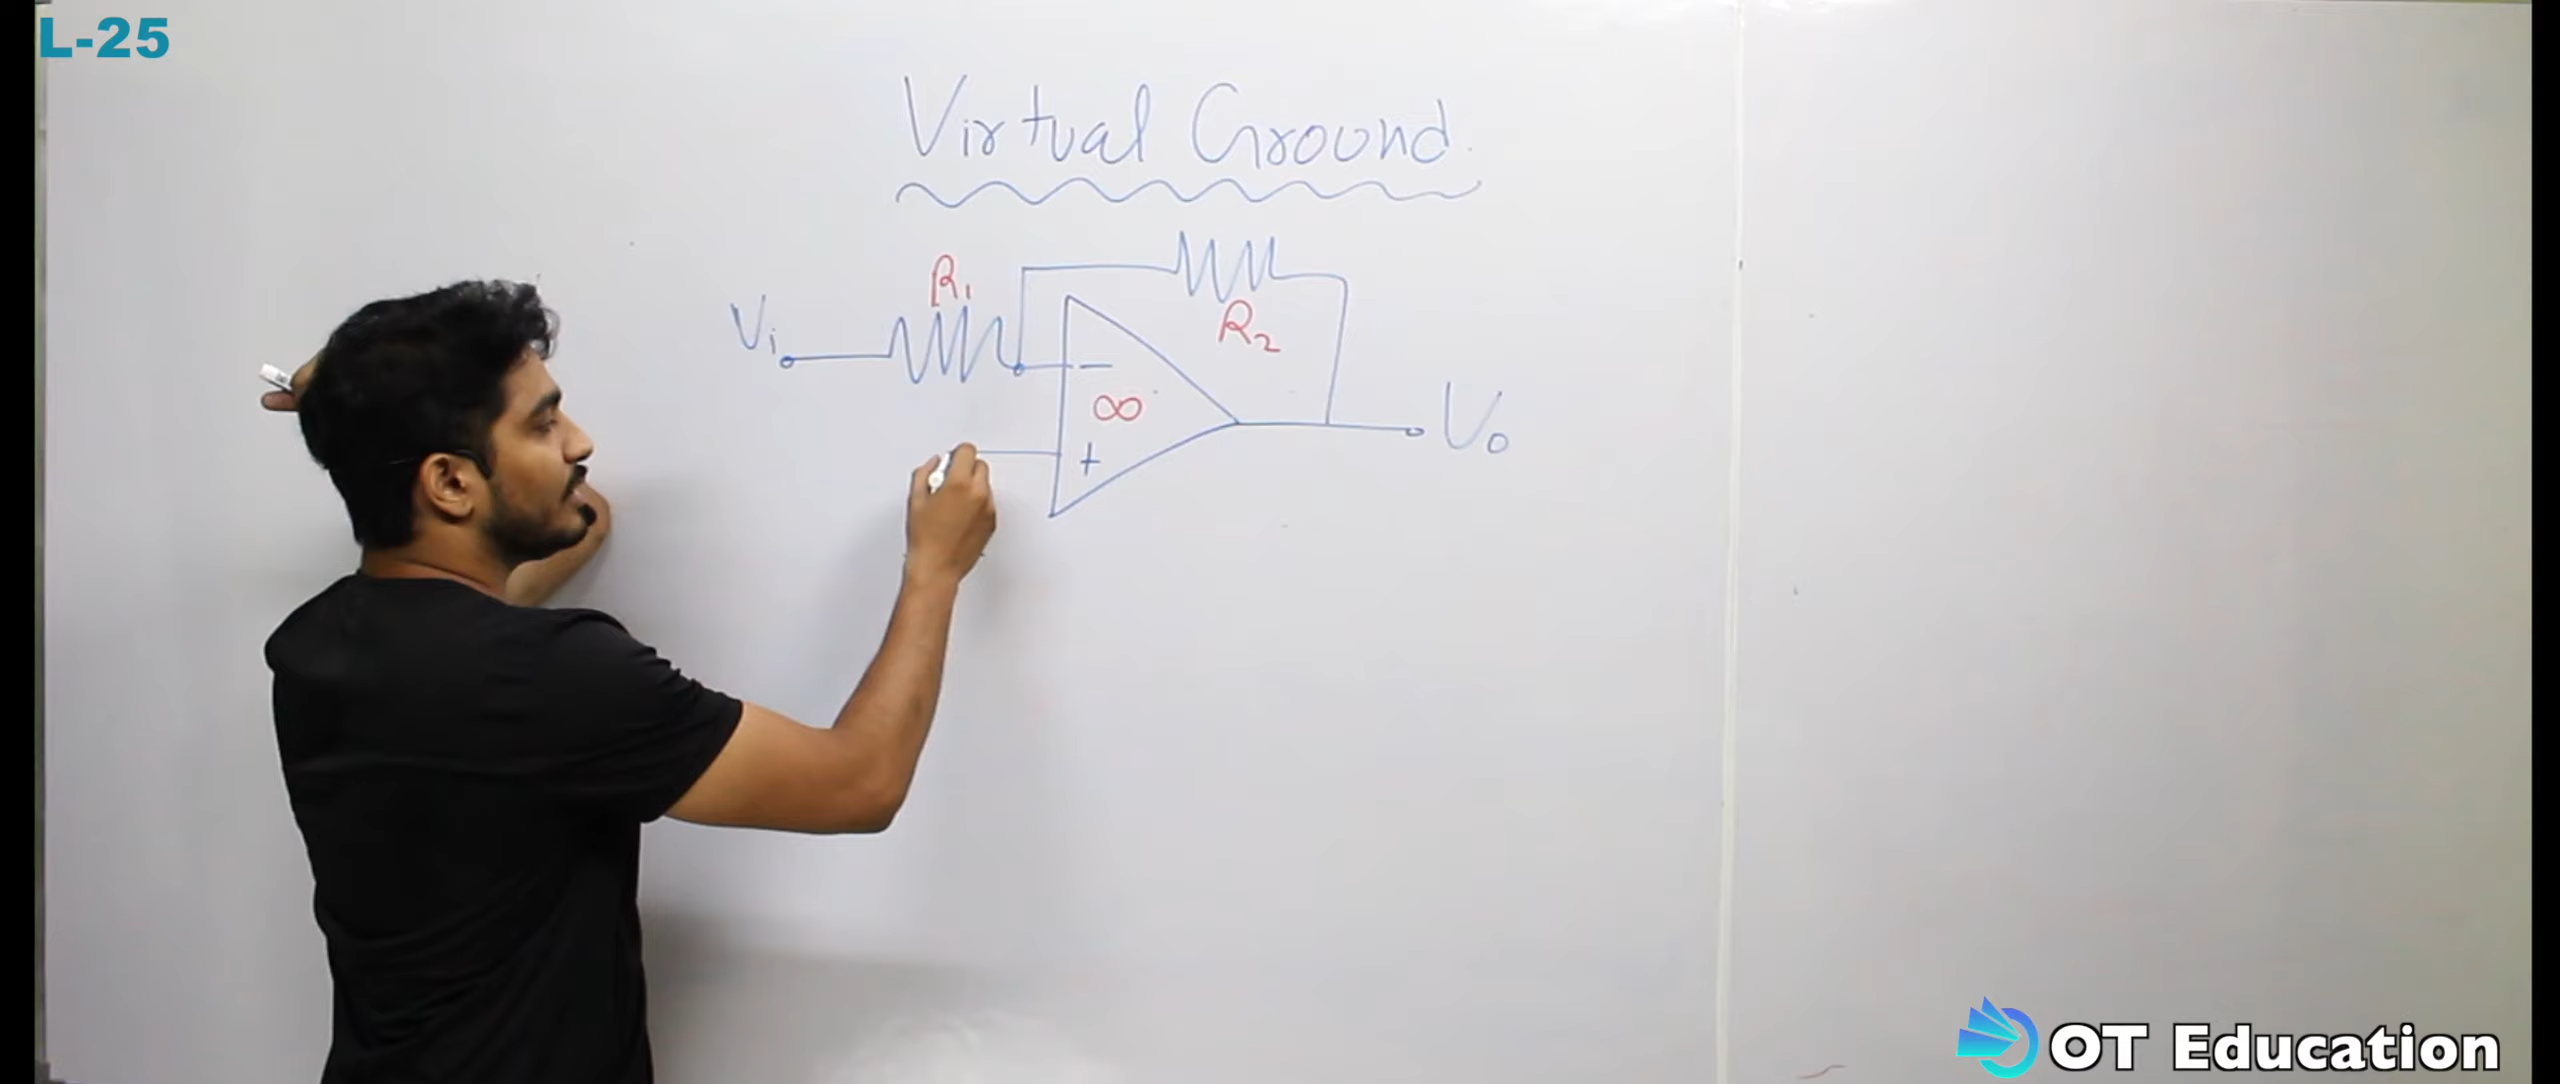 L-25
Virtual Ground.
R1
R2
Vi
−
∞
+
Vo
OT Education